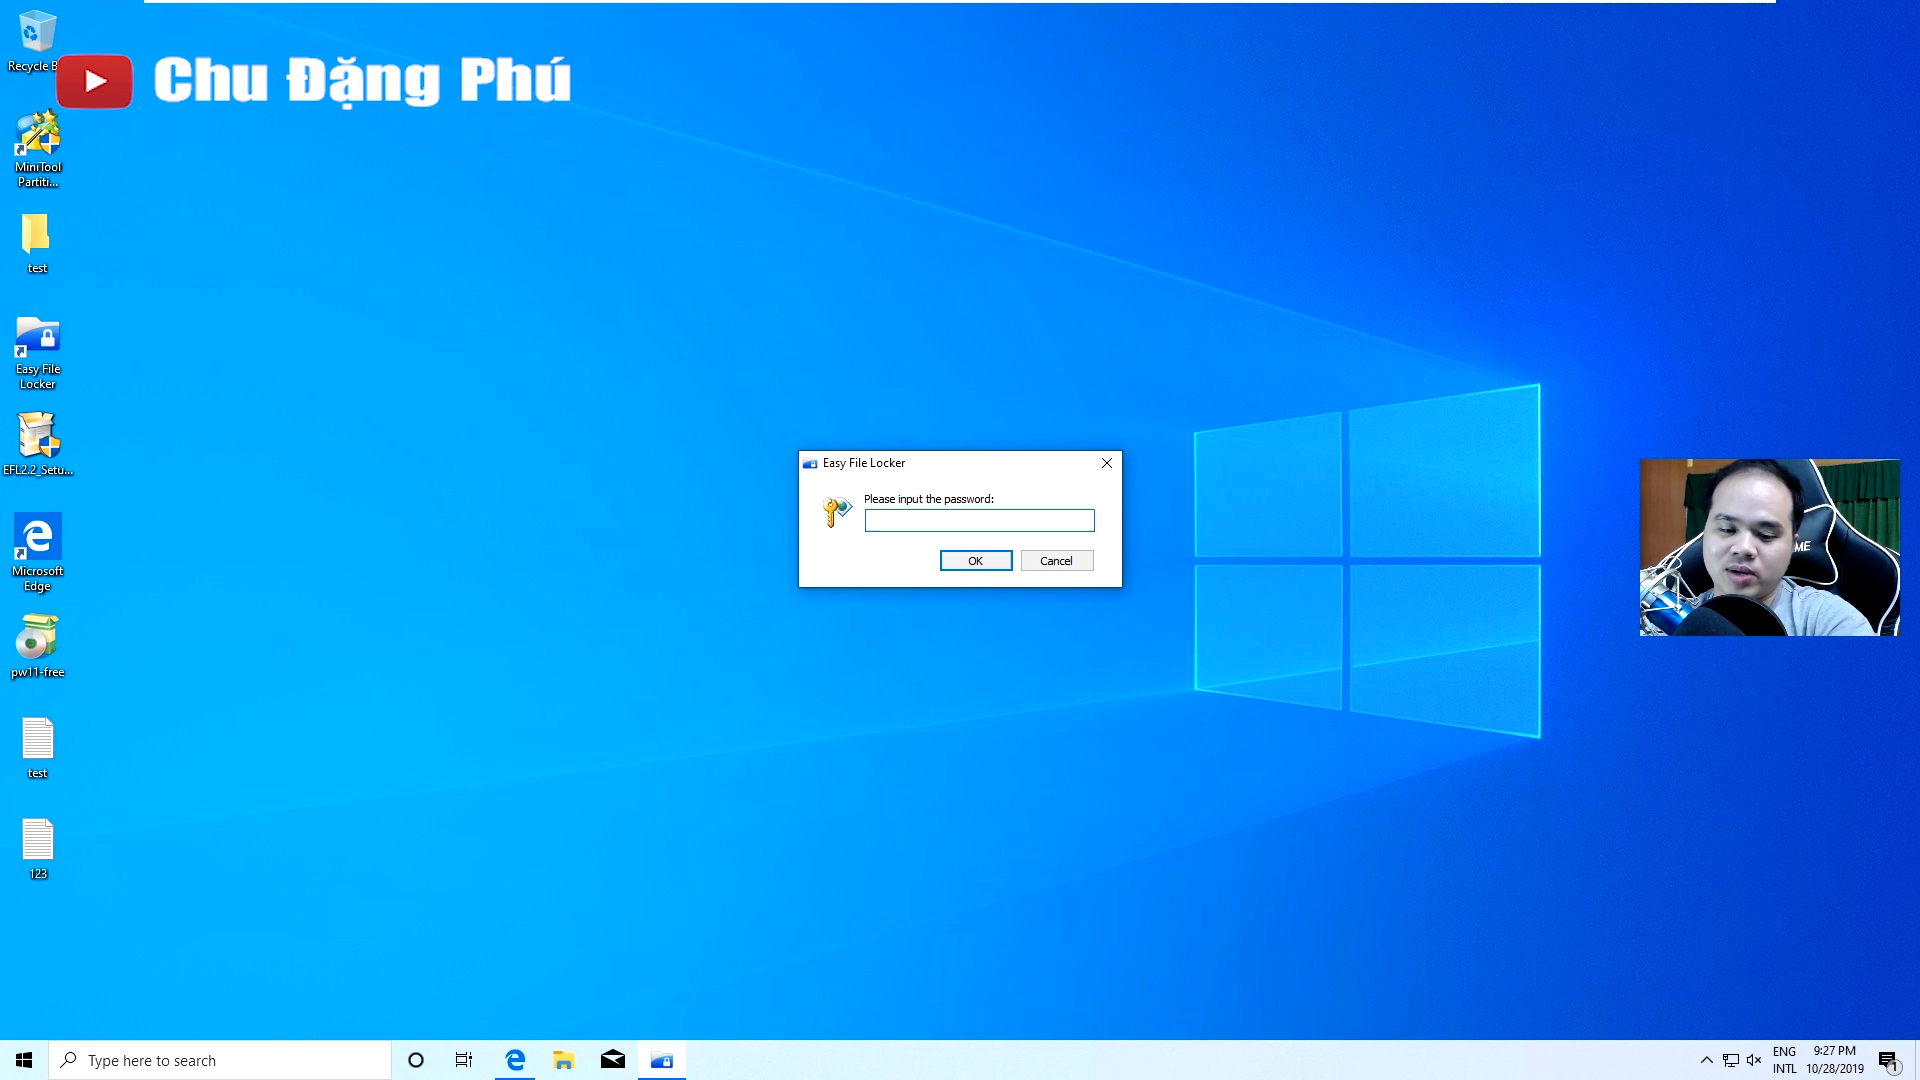 Recycle B
Chu Đặng Phú
MiniTool
Partiti...
test
Easy File
Locker
EFL2.2_Setu...
Microsoft
Edge
pw11-free
test
123
Easy File Locker
Please input the password:
OK
Cancel
ME
Type here to search
ENG
INTL
9:27 PM
10/28/2019
1